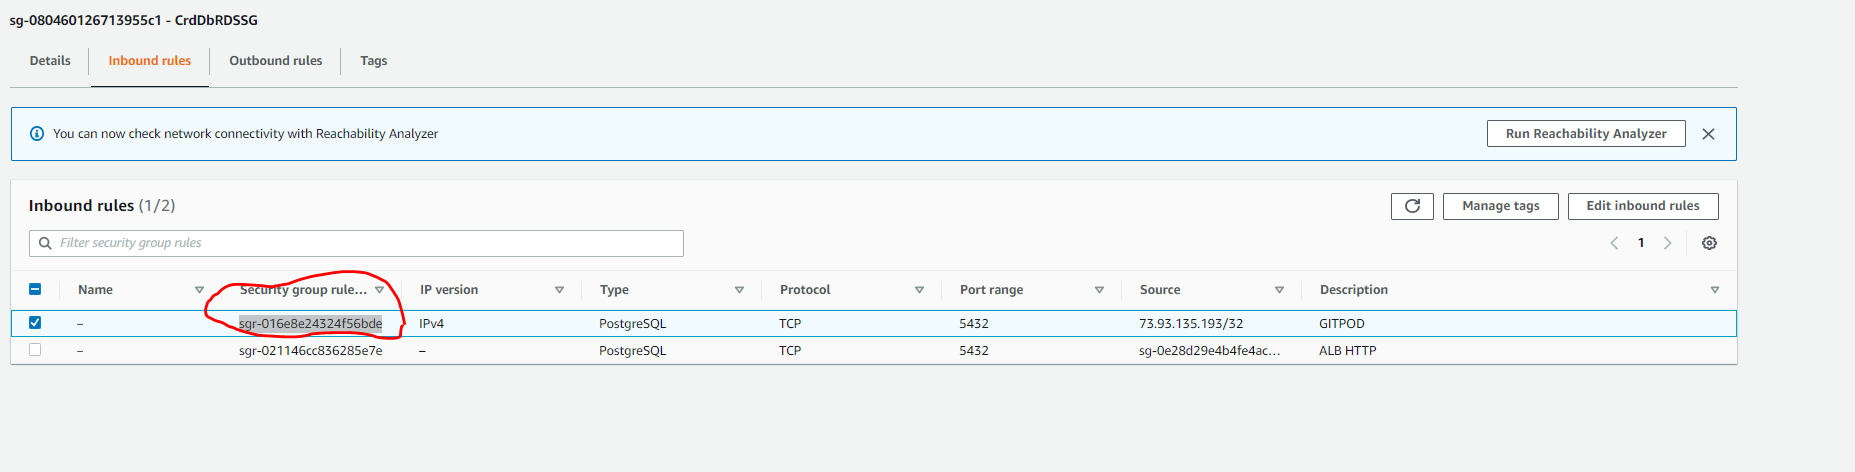 sg-080460126713955c1 - CrdDbRDSSG
Details Inbound rules Outbound rules Tags
You can now check network connectivity with Reachability Analyzer Run Reachability Analyzer
Inbound rules (1/2) Manage tags Edit inbound rules
Filter security group rules 1
Name Security group rule... IP version Type Protocol Port range Source Description
– sgr-016e8e24324f56bde IPv4 PostgreSQL TCP 5432 73.93.135.193/32 GITPOD
– sgr-021146cc836285e7e – PostgreSQL TCP 5432 sg-0e28d29e4b4fe4ac... ALB HTTP